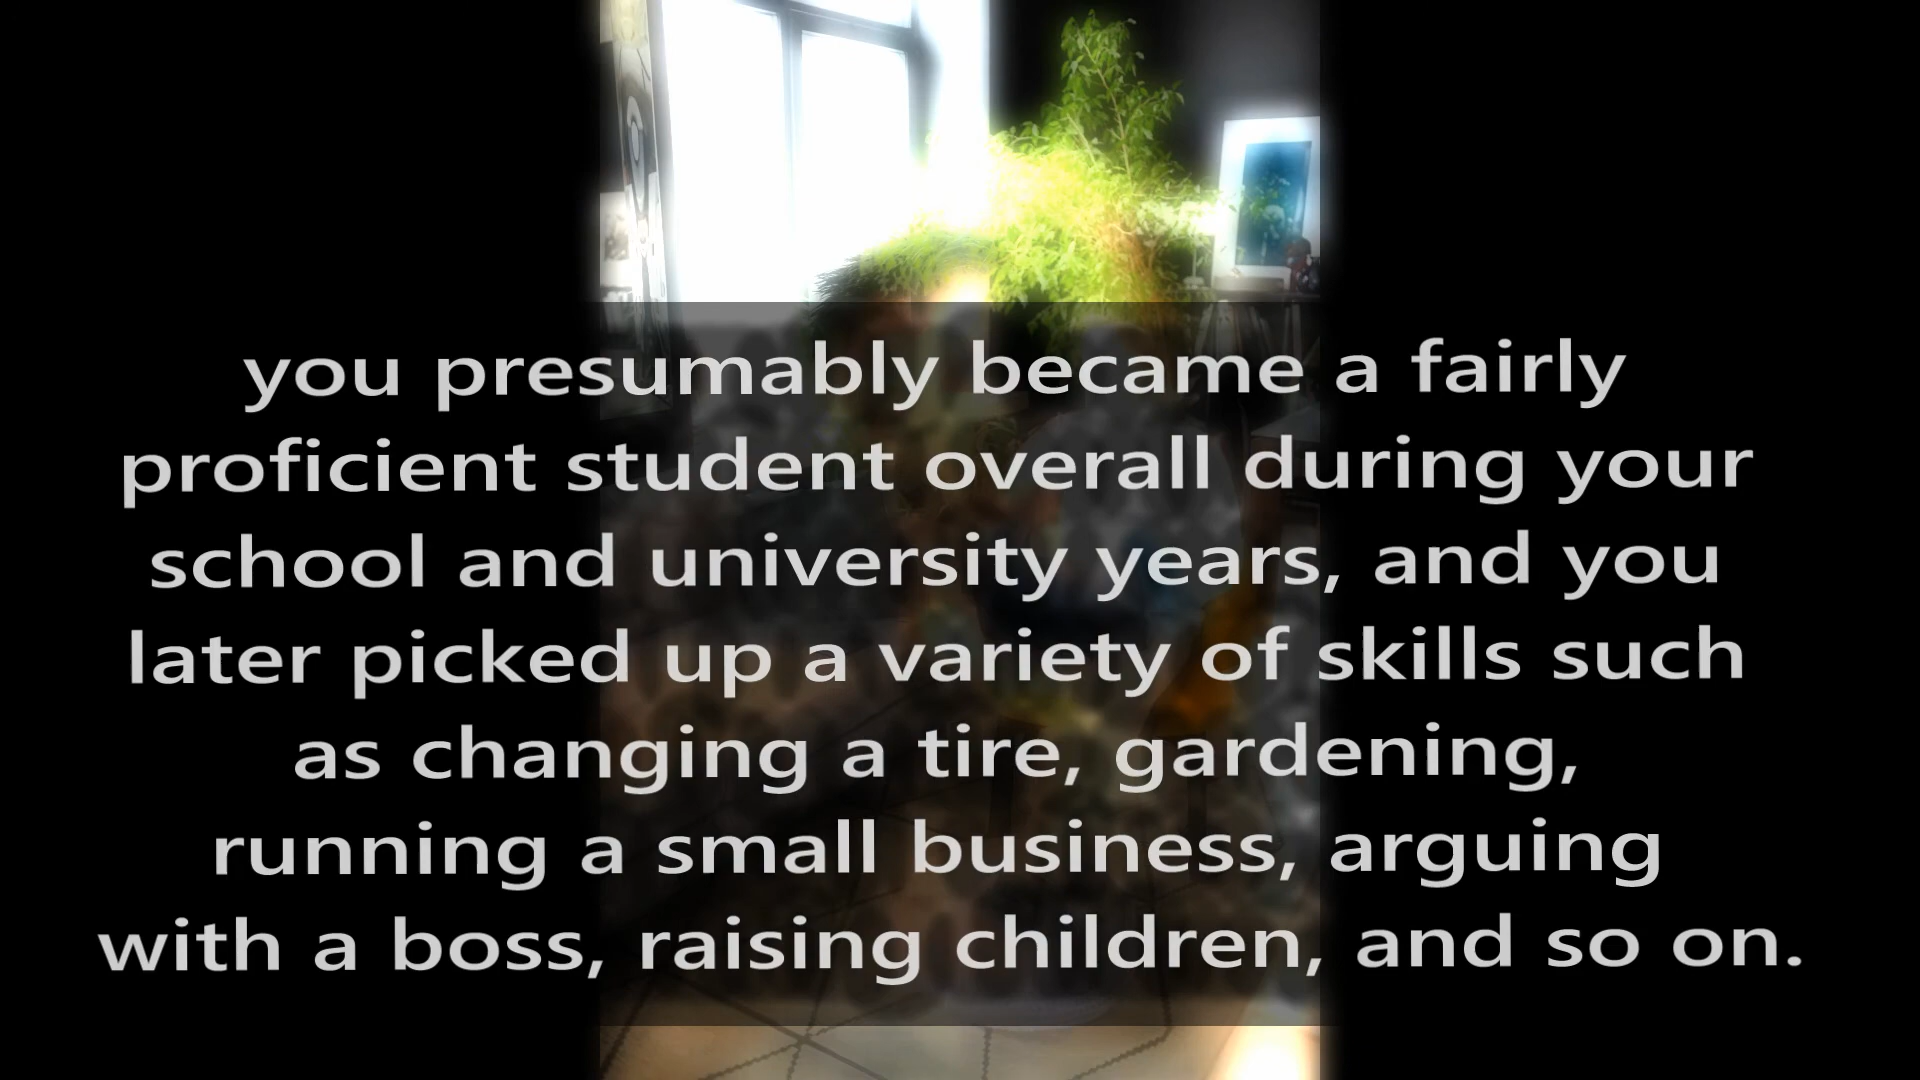 you presumably became a fairly
proficient student overall during your
school and university years, and you
later picked up a variety of skills such
as changing a tire, gardening,
running a small business, arguing
with a boss, raising children, and so on.